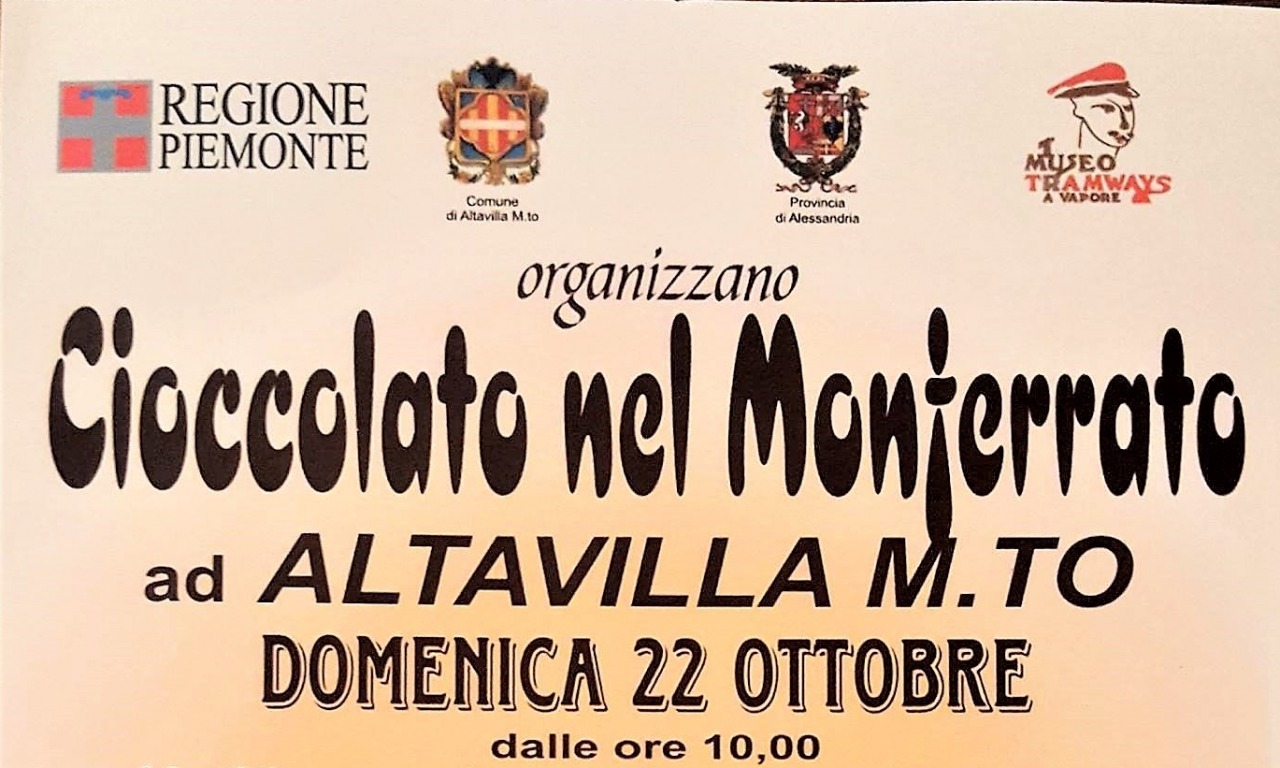 REGIONE
PIEMONTE
Comune
di Altavilla M.to
Provincia
di Alessandria
MUSEO
TRAMWAYS
A VAPORE
organizzano
Cioccolato nel Monferrato
ad ALTAVILLA M.TO
DOMENICA 22 OTTOBRE
dalle ore 10,00